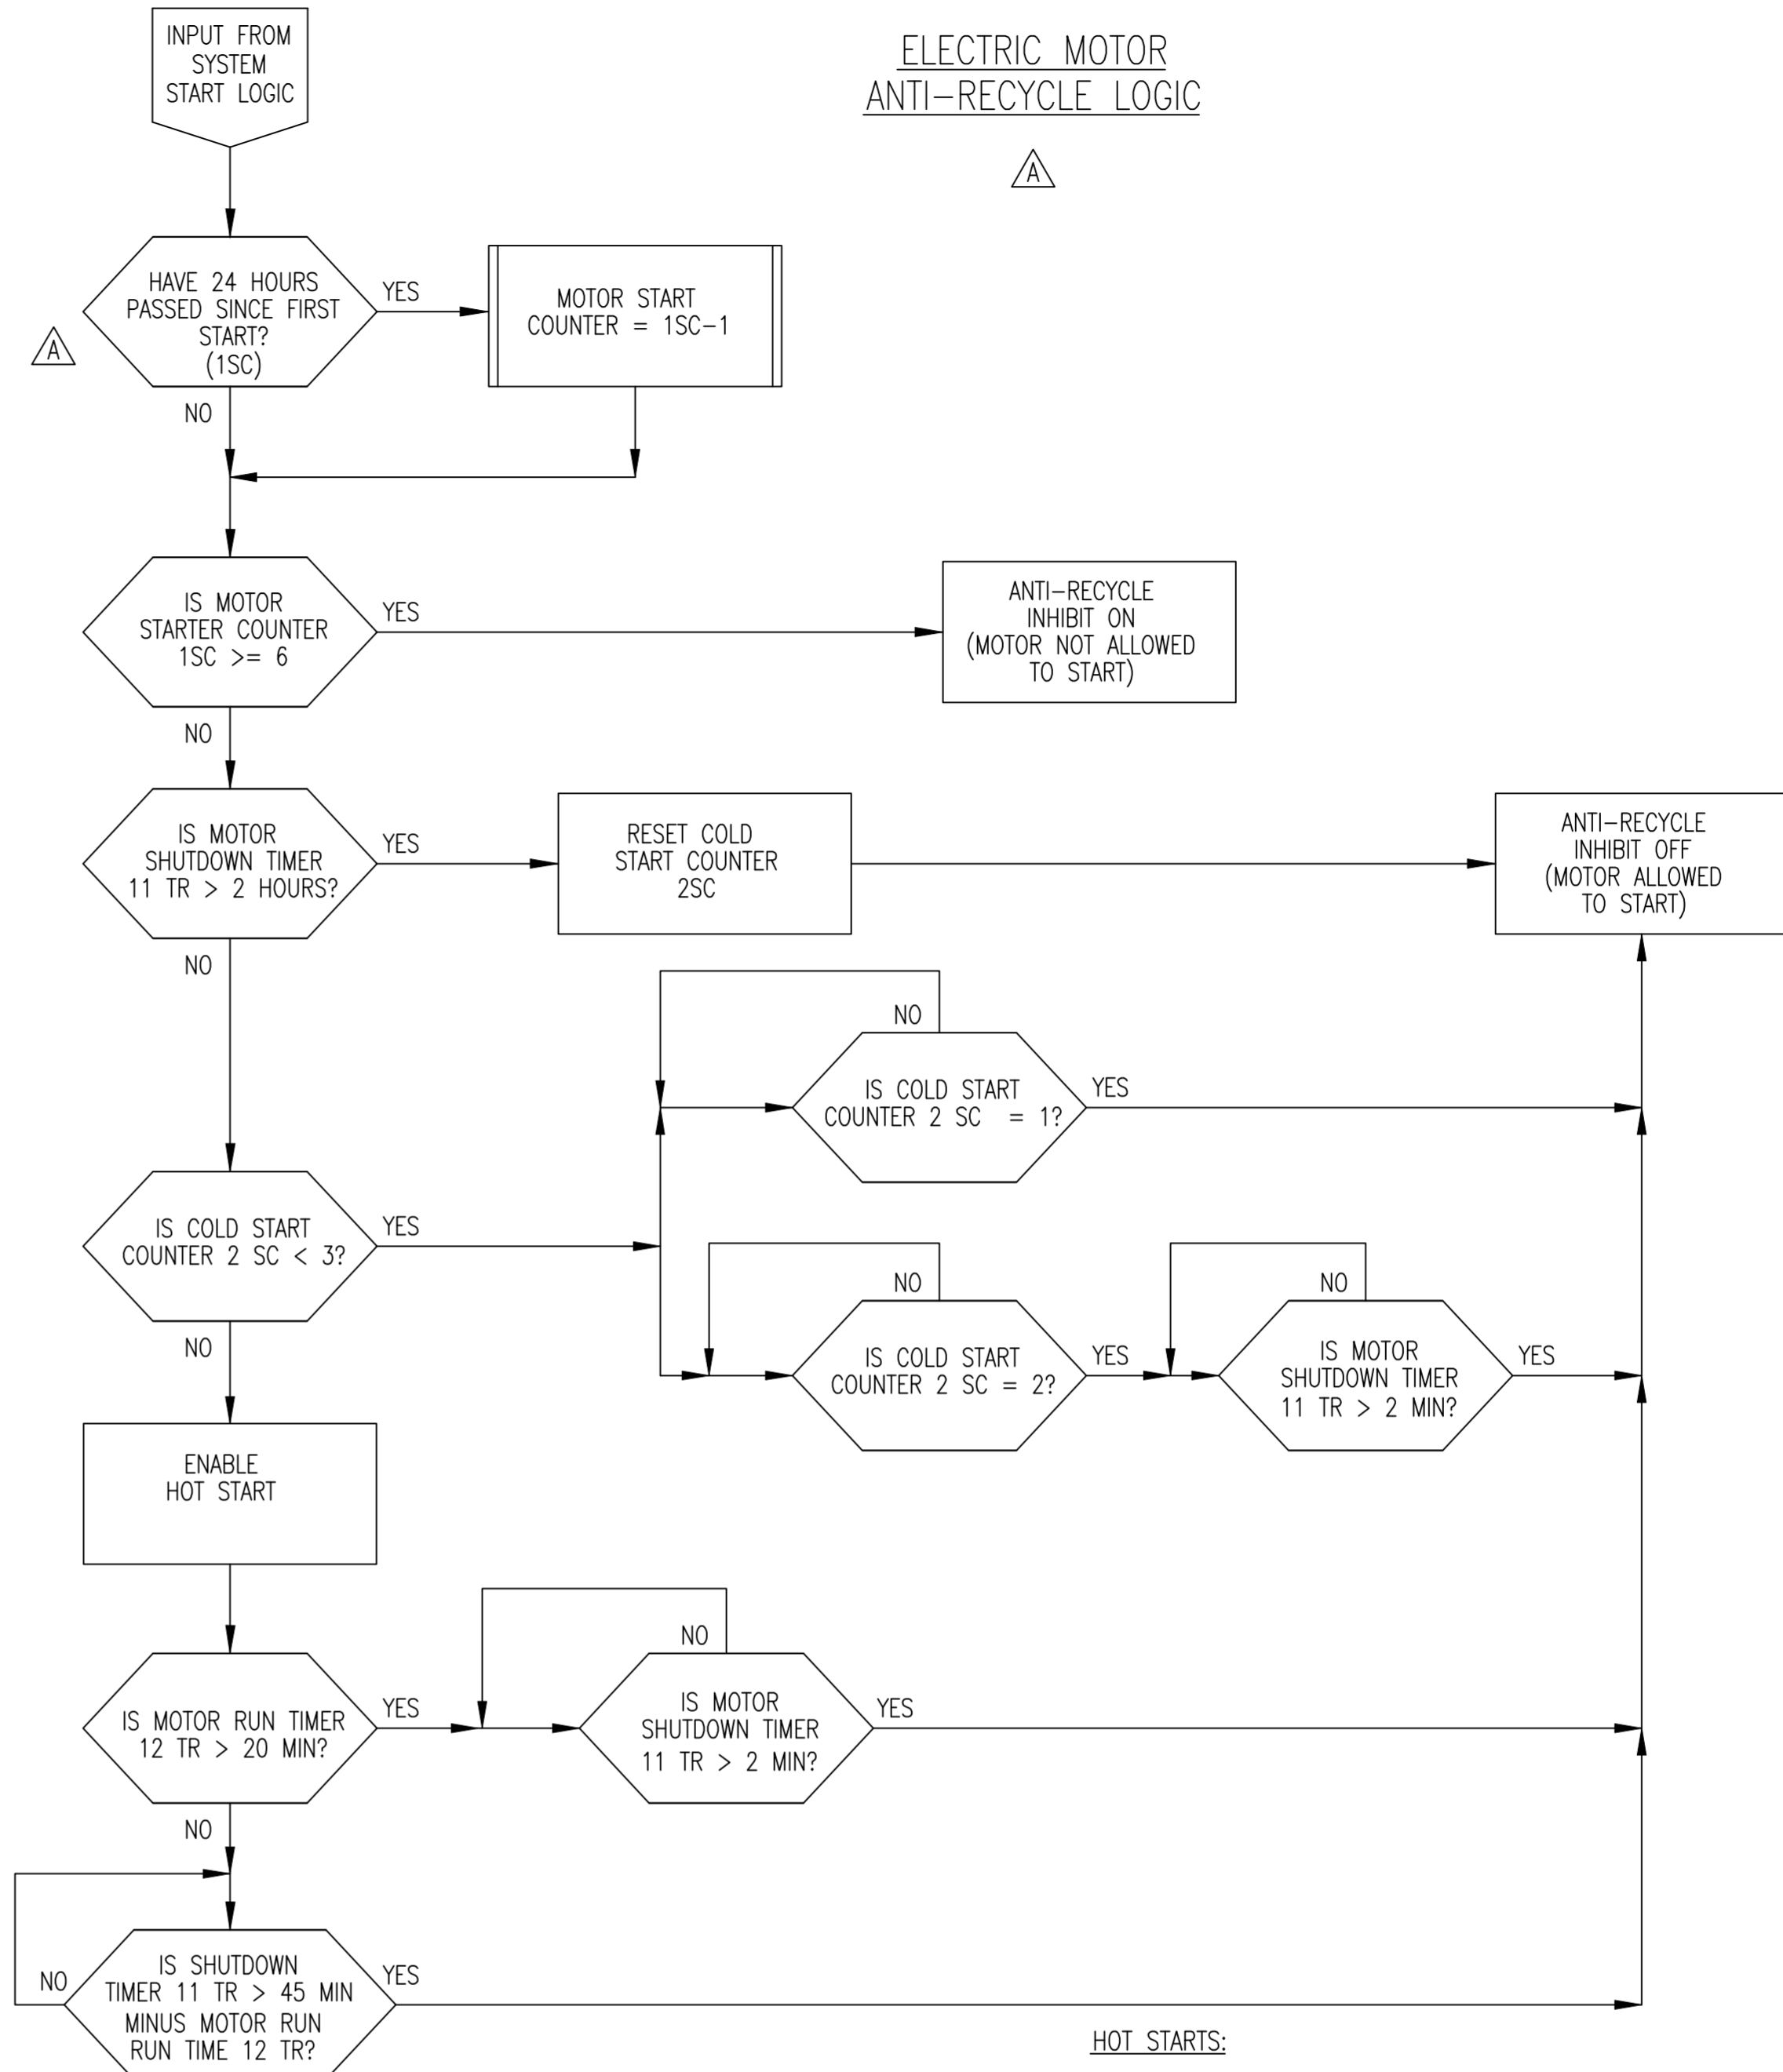 INPUT FROM
SYSTEM
START LOGIC
ELECTRIC MOTOR
ANTI-RECYCLE LOGIC
A
HAVE 24 HOURS
PASSED SINCE FIRST
START?
(1SC)
YES
NO
A
MOTOR START
COUNTER = 1SC-1
IS MOTOR
STARTER COUNTER
1SC >= 6
YES
NO
ANTI-RECYCLE
INHIBIT ON
(MOTOR NOT ALLOWED
TO START)
IS MOTOR
SHUTDOWN TIMER
11 TR > 2 HOURS?
YES
NO
RESET COLD
START COUNTER
2SC
ANTI-RECYCLE
INHIBIT OFF
(MOTOR ALLOWED
TO START)
NO
IS COLD START
COUNTER 2 SC = 1?
YES
IS COLD START
COUNTER 2 SC < 3?
YES
NO
NO
IS COLD START
COUNTER 2 SC = 2?
YES
NO
IS MOTOR
SHUTDOWN TIMER
11 TR > 2 MIN?
YES
ENABLE
HOT START
IS MOTOR RUN TIMER
12 TR > 20 MIN?
YES
NO
NO
IS MOTOR
SHUTDOWN TIMER
11 TR > 2 MIN?
YES
NO
IS SHUTDOWN
TIMER 11 TR > 45 MIN
MINUS MOTOR RUN
RUN TIME 12 TR?
YES
HOT STARTS: